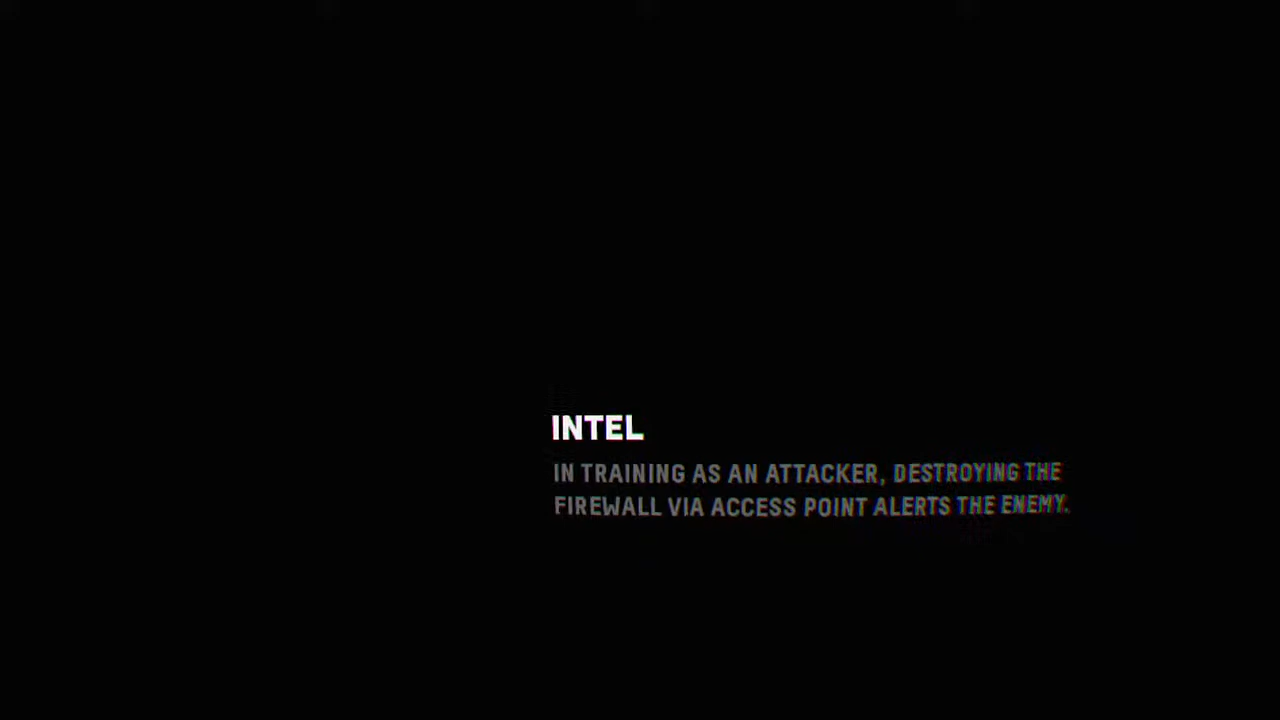 INTEL
IN TRAINING AS AN ATTACKER, DESTROYING THE
FIREWALL VIA ACCESS POINT ALERTS THE ENEMY.